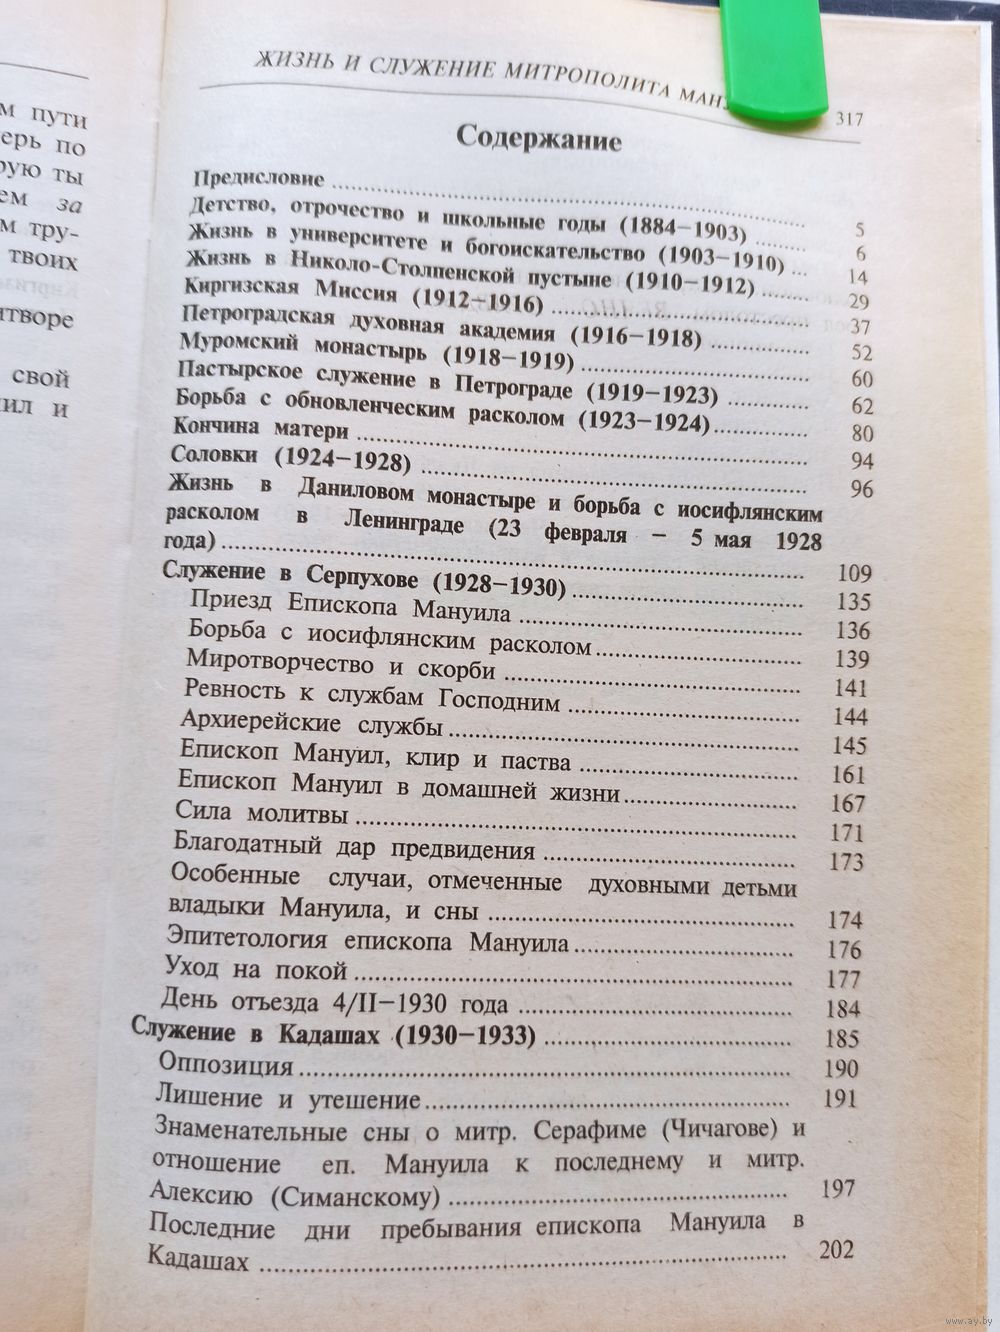 м пути
ерь по
рую ты
ем за
м тру-
твоих
итворе
свой
ил и
ЖИЗНЬ И СЛУЖЕНИЕ МИТРОПОЛИТА МАНУ 317
Содержание
Предисловие ........ 5
Детство, отрочество и школьные годы (1884—1903) ........ 6
Жизнь в университете и богоискательство (1903—1910) ... 14
Жизнь в Николо-Столпенской пустыне (1910—1912) ....... 29
Киргизская Миссия (1912—1916) ........ 37
Петроградская духовная академия (1916—1918) ........ 52
Муромский монастырь (1918—1919) ........ 60
Пастырское служение в Петрограде (1919—1923) ........ 62
Борьба с обновленческим расколом (1923—1924) ........ 80
Кончина матери ........ 94
Соловки (1924—1928) ........ 96
Жизнь в Даниловом монастыре и борьба с иосифлянским
расколом в Ленинграде (23 февраля — 5 мая 1928
года) ........ 109
Служение в Серпухове (1928—1930) ........ 135
Приезд Епископа Мануила ........ 136
Борьба с иосифлянским расколом ........ 139
Миротворчество и скорби ........ 141
Ревность к службам Господним ........ 144
Архиерейские службы ........ 145
Епископ Мануил, клир и паства ........ 161
Епископ Мануил в домашней жизни ........ 167
Сила молитвы ........ 171
Благодатный дар предвидения ........ 173
Особенные случаи, отмеченные духовными детьми
владыки Мануила, и сны ........ 174
Эпитетология епископа Мануила ........ 176
Уход на покой ........ 177
День отъезда 4/II—1930 года ........ 184
Служение в Кадашах (1930—1933) ........ 185
Оппозиция ........ 190
Лишение и утешение ........ 191
Знаменательные сны о митр. Серафиме (Чичагове) и
отношение еп. Мануила к последнему и митр.
Алексию (Симанскому) ........ 197
Последние дни пребывания епископа Мануила в
Кадашах ........ 202
www.ay.by